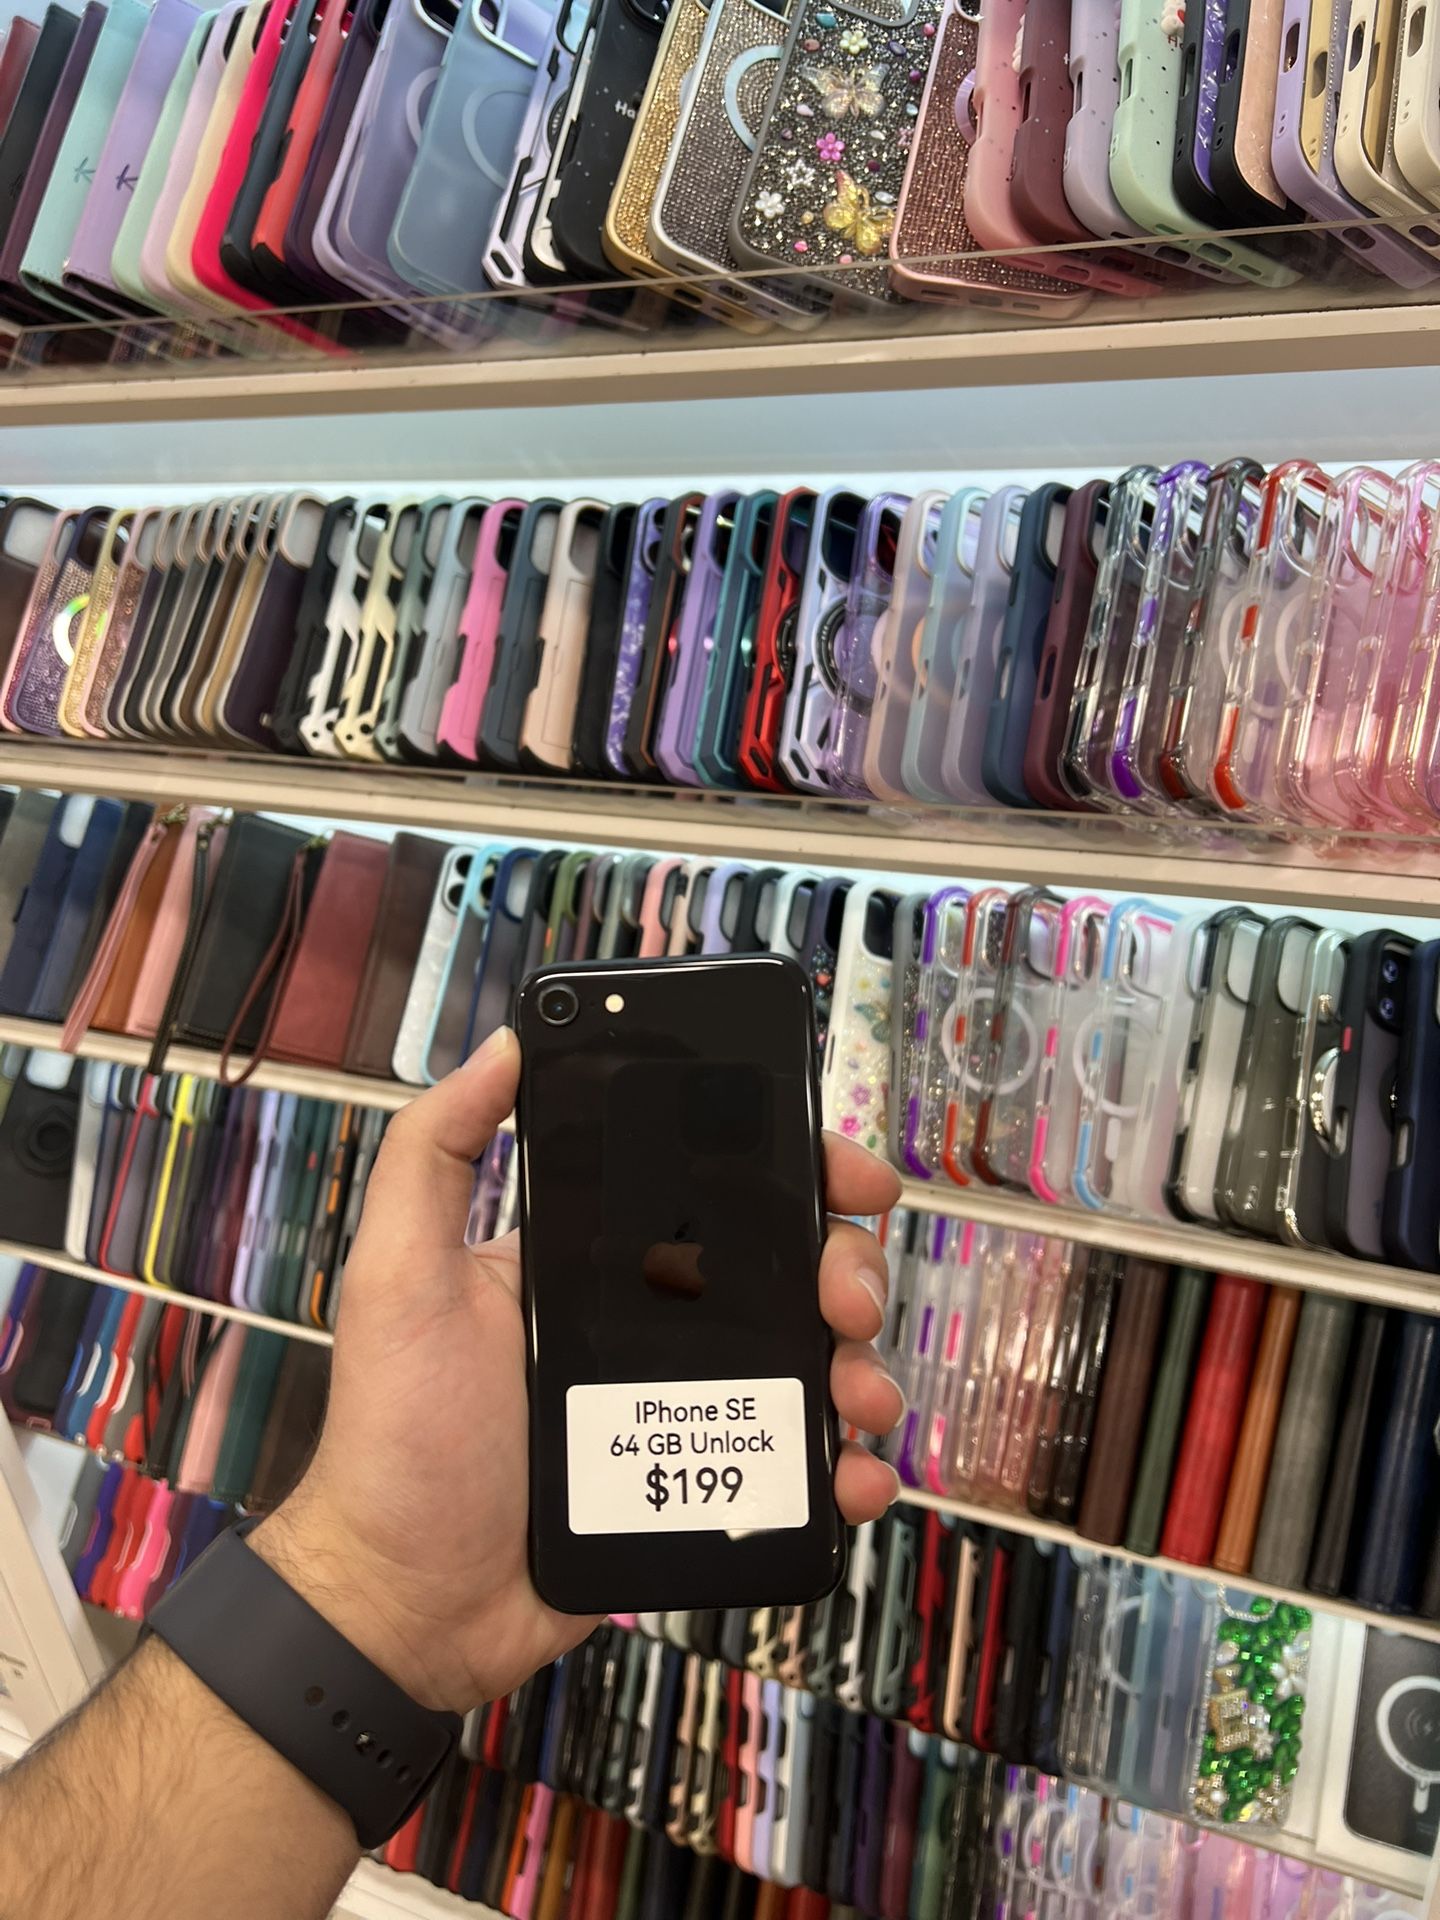 IPhone SE
64 GB Unlock
$199